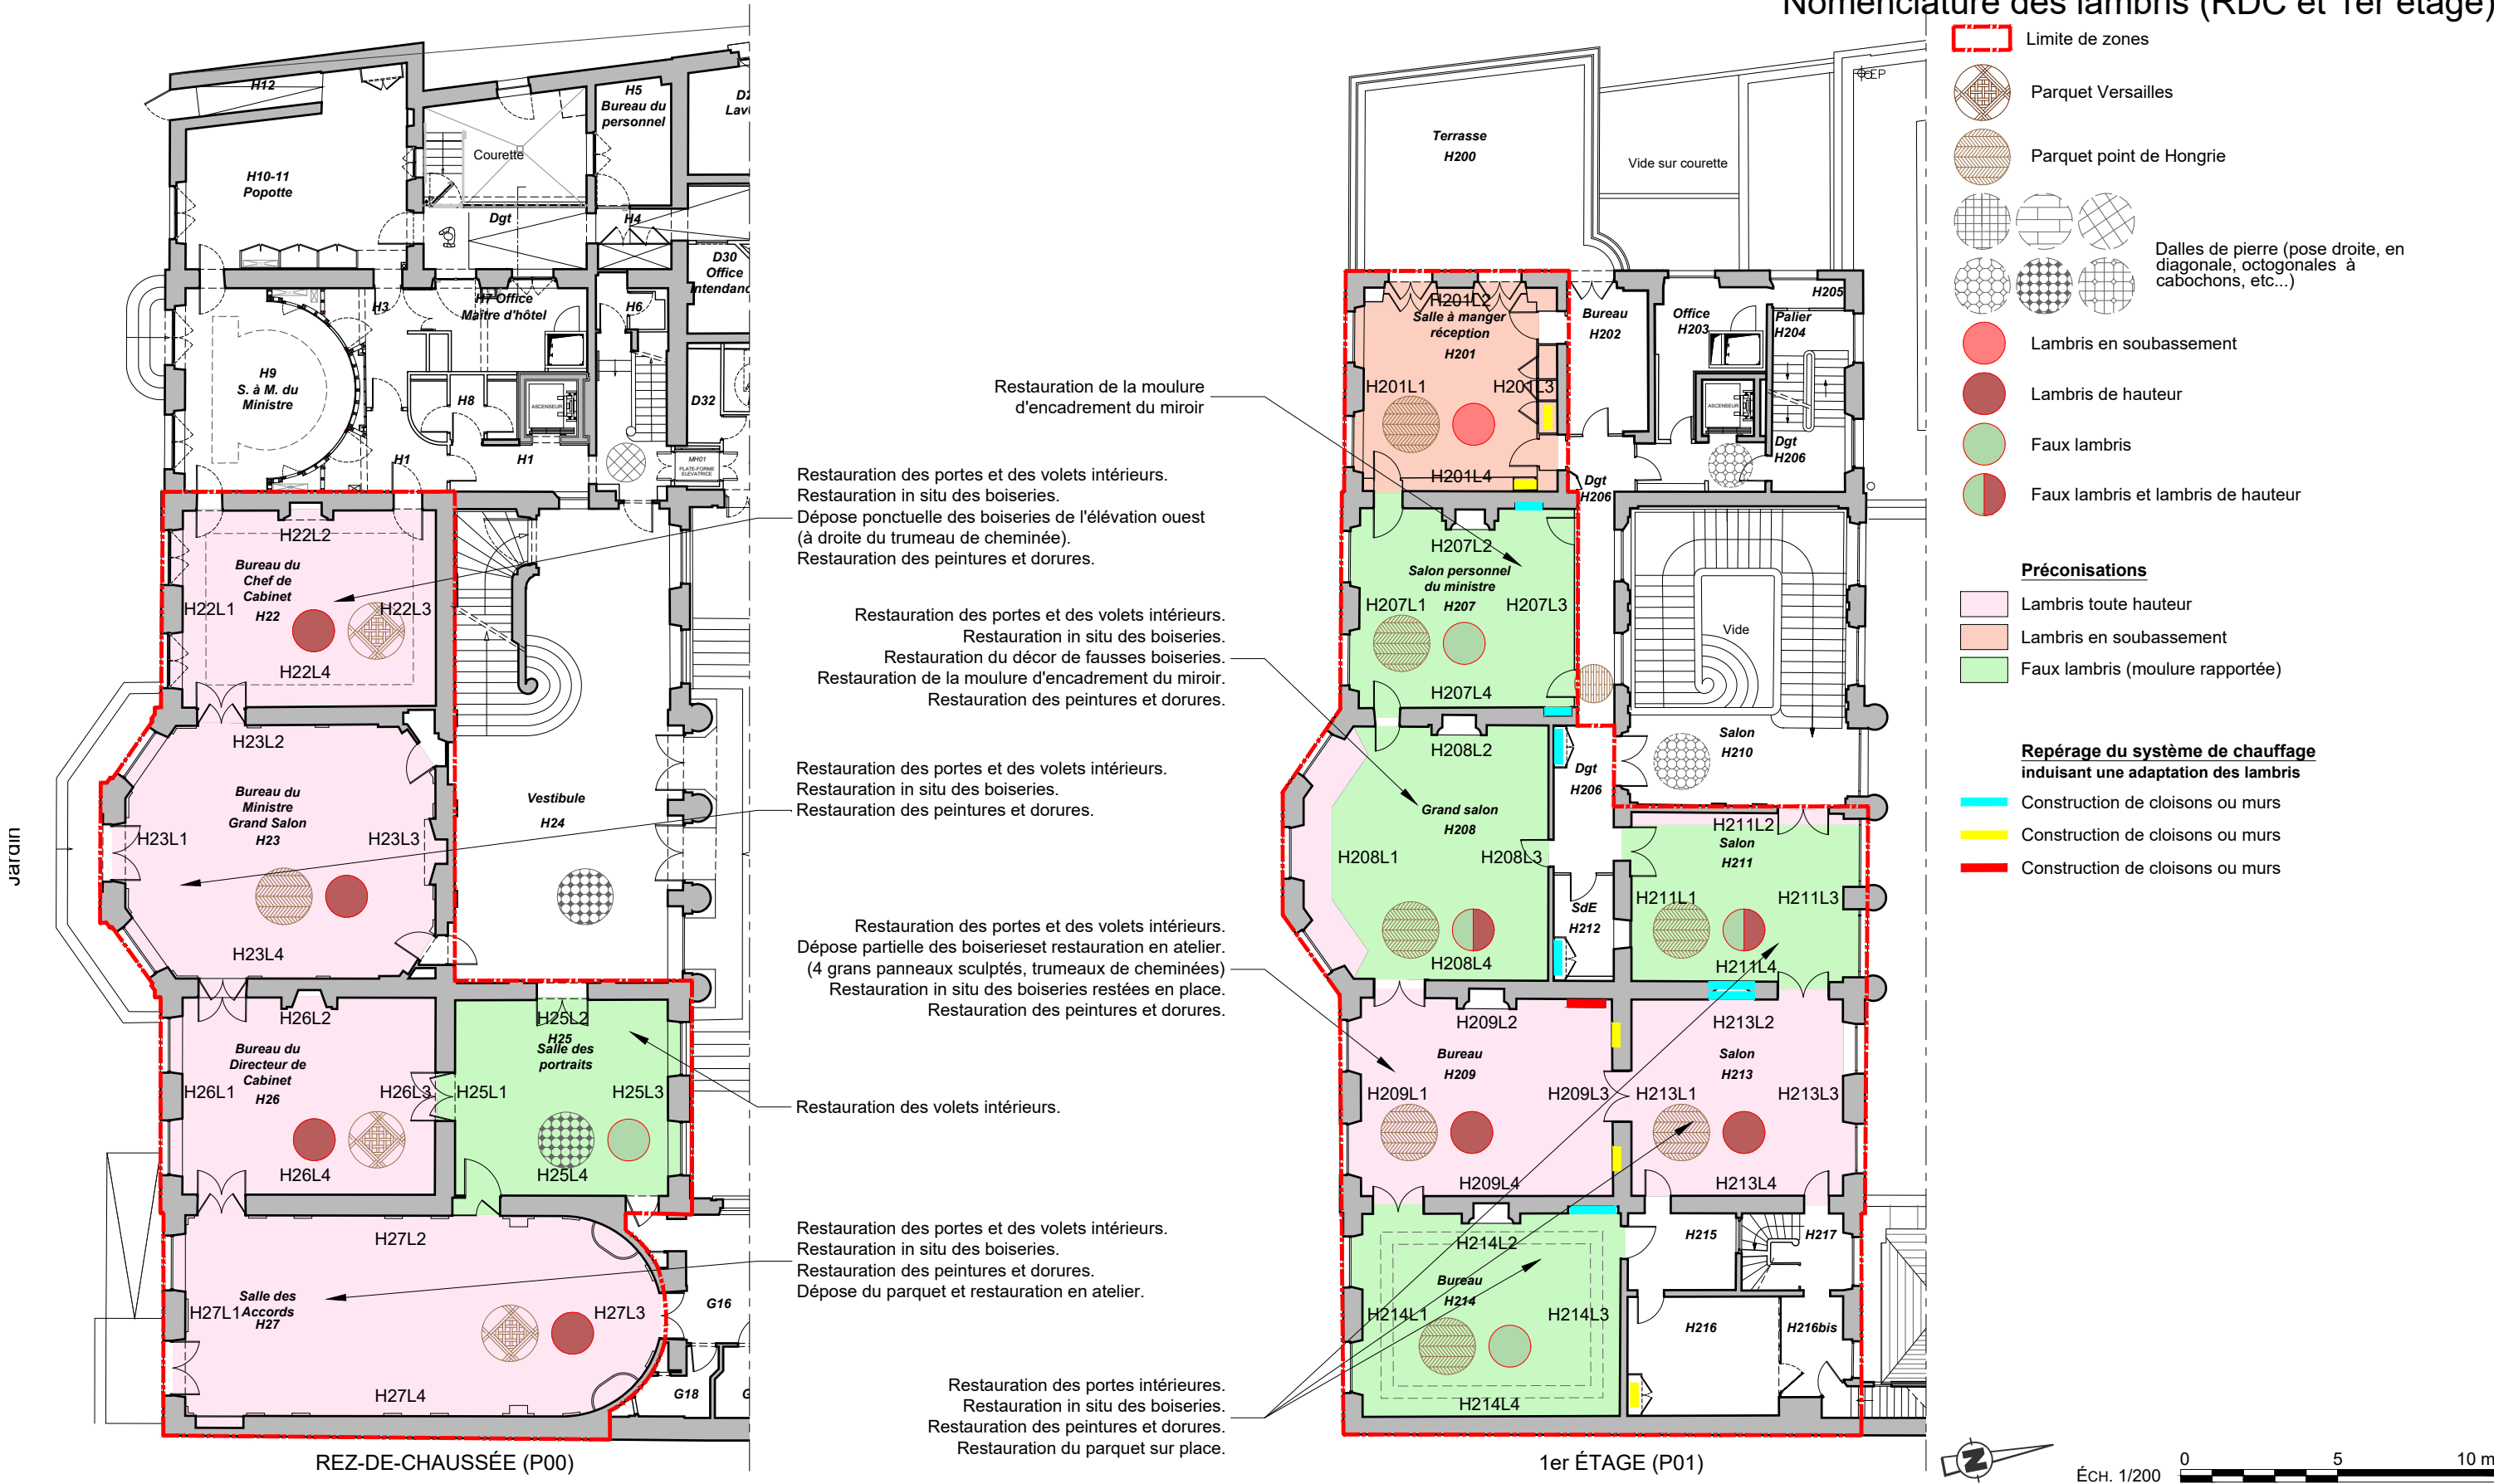 Nomenclature des lambris (RDC et 1er étage)
Limite de zones
Parquet Versailles
Parquet point de Hongrie
Dalles de pierre (pose droite, en
diagonale, octogonales à
cabochons, etc...)
Lambris en soubassement
Lambris de hauteur
Faux lambris
Faux lambris et lambris de hauteur
Préconisations
Lambris toute hauteur
Lambris en soubassement
Faux lambris (moulure rapportée)
Repérage du système de chauffage
induisant une adaptation des lambris
Construction de cloisons ou murs
Construction de cloisons ou murs
Construction de cloisons ou murs
H12
H10-11
Popotte
Courette
H5
Bureau du
personnel
Dgt
H4
D30
Office
H3
H7 Office
Maître d'hôtel
H6
H9
S. à M. du
Ministre
H8
ASCENSEUR
D32
H1
H1
MH01
PLATE-FORME
ELEVATRICE
H22L2
Bureau du
Chef de
Cabinet
H22
H22L1
H22L3
H22L4
H23L2
Bureau du
Ministre
Grand Salon
H23
H23L1
H23L3
H23L4
Vestibule
H24
Jardin
H26L2
Bureau du
Directeur de
Cabinet
H26
H26L1
H26L3
H26L4
H25L2
H25
Salle des
portraits
H25L1
H25L3
H25L4
H27L2
Salle des
Accords
H27
H27L1
H27L3
H27L4
G16
G18
REZ-DE-CHAUSSÉE (P00)
Restauration de la moulure
d'encadrement du miroir
Restauration des portes et des volets intérieurs.
Restauration in situ des boiseries.
Dépose ponctuelle des boiseries de l'élévation ouest
(à droite du trumeau de cheminée).
Restauration des peintures et dorures.
Restauration des portes et des volets intérieurs.
Restauration in situ des boiseries.
Restauration du décor de fausses boiseries.
Restauration de la moulure d'encadrement du miroir.
Restauration des peintures et dorures.
Restauration des portes et des volets intérieurs.
Restauration in situ des boiseries.
Restauration des peintures et dorures.
Restauration des portes et des volets intérieurs.
Dépose partielle des boiserieset restauration en atelier.
(4 grans panneaux sculptés, trumeaux de cheminées)
Restauration in situ des boiseries restées en place.
Restauration des peintures et dorures.
Restauration des volets intérieurs.
Restauration des portes et des volets intérieurs.
Restauration in situ des boiseries.
Restauration des peintures et dorures.
Dépose du parquet et restauration en atelier.
Restauration des portes intérieures.
Restauration in situ des boiseries.
Restauration des peintures et dorures.
Restauration du parquet sur place.
Terrasse
H200
Vide sur courette
EP
H201L2
Salle à manger
réception
H201
H201L1
H201L3
H201L4
Bureau
H202
Office
H203
H205
Palier
H204
ASCENSEUR
Dgt
H206
Dgt
H206
H207L2
Salon personnel
du ministre
H207
H207L1
H207L3
H207L4
Vide
H208L2
Grand salon
H208
H208L1
H208L3
H208L4
Dgt
H206
Salon
H210
H211L2
Salon
H211
H211L1
H211L3
H211L4
SdE
H212
H209L2
Bureau
H209
H209L1
H209L3
H209L4
H213L2
Salon
H213
H213L1
H213L3
H213L4
H214L2
Bureau
H214
H214L1
H214L3
H214L4
H215
H217
H216
H216bis
1er ÉTAGE (P01)
N
ÉCH. 1/200
0 5 10 m